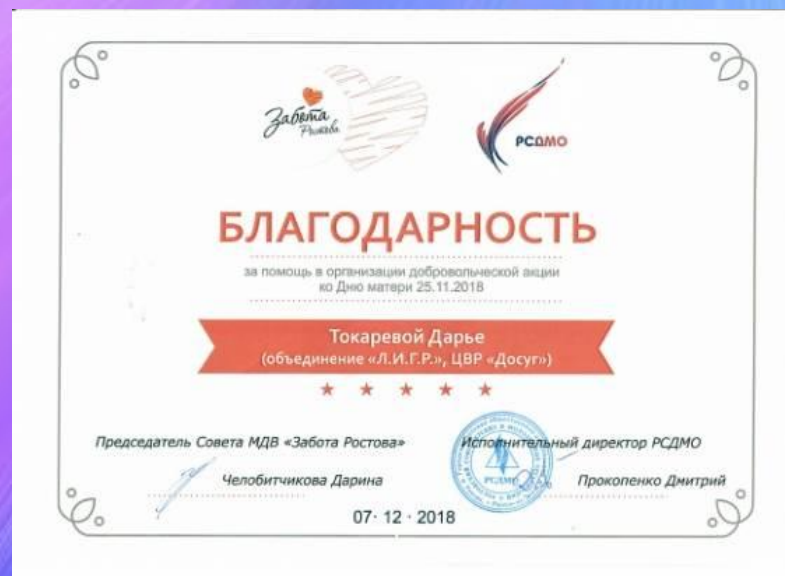 Забота
Ростова
РСДМО
БЛАГОДАРНОСТЬ
за помощь в организации добровольческой акции
ко Дню матери 25.11.2018
Токаревой Дарье
(объединение «Л.И.Г.Р.», ЦВР «Досуг»)
Председатель Совета МДВ «Забота Ростова»
Исполнительный директор РСДМО
Челобитчикова Дарина
РСДМО
Прокопенко Дмитрий
07· 12 · 2018